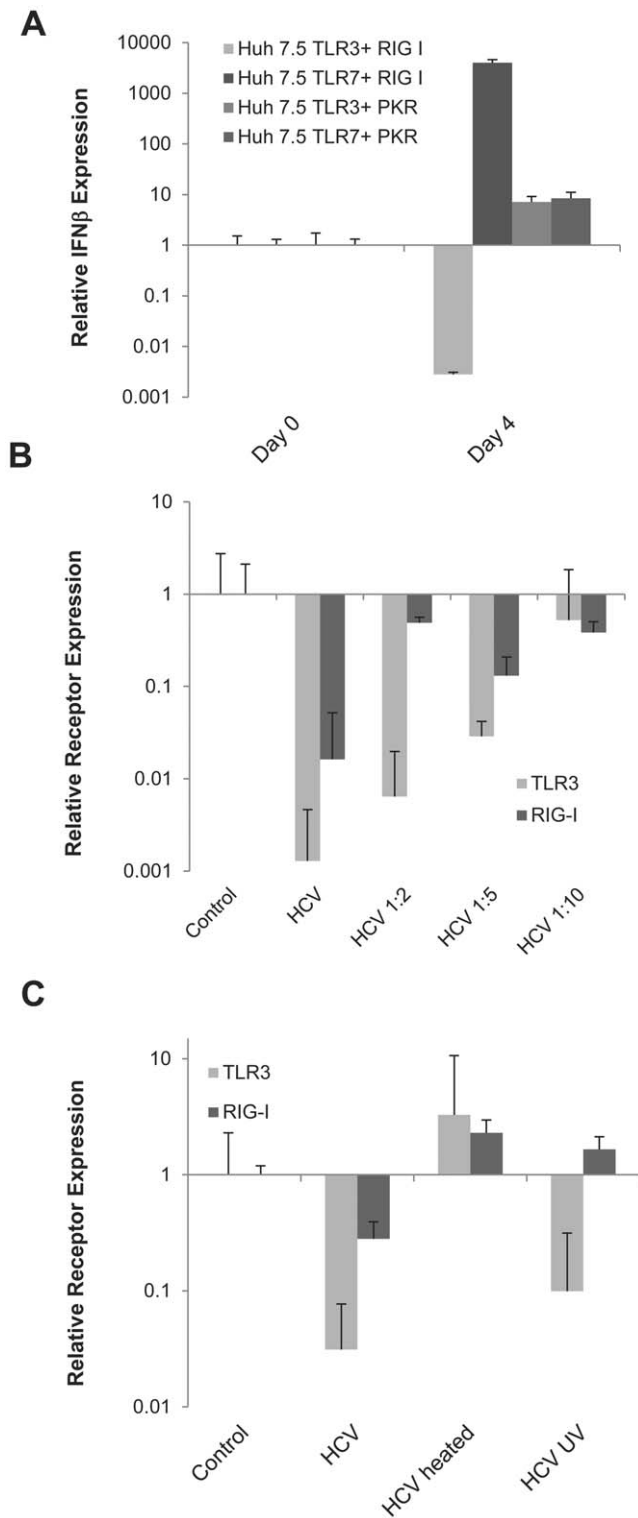 A
Relative IFNβ Expression
10000
1000
100
10
1
0.1
0.01
0.001
Huh 7.5 TLR3+ RIG I
Huh 7.5 TLR7+ RIG I
Huh 7.5 TLR3+ PKR
Huh 7.5 TLR7+ PKR
Day 0
Day 4
B
Relative Receptor Expression
10
1
0.1
0.01
0.001
TLR3
RIG-I
Control
HCV
HCV 1:2
HCV 1:5
HCV 1:10
C
Relative Receptor Expression
10
1
0.1
0.01
TLR3
RIG-I
Control
HCV
HCV heated
HCV UV